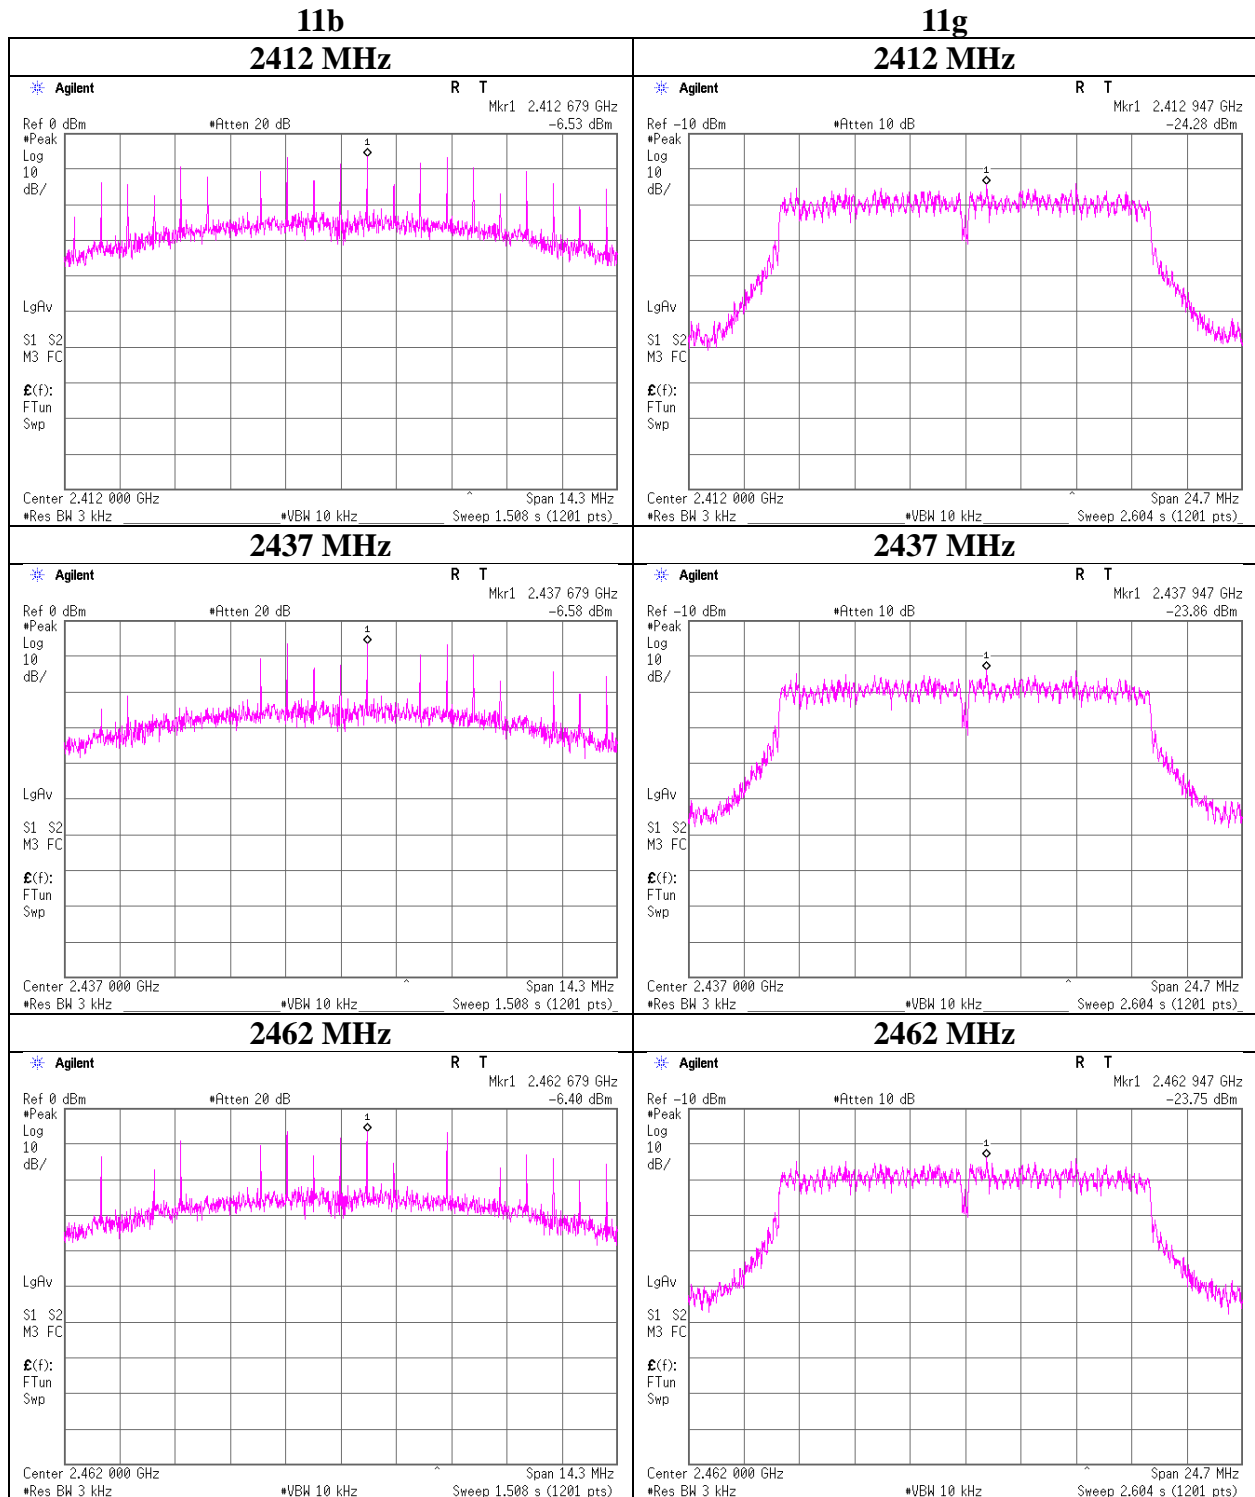 11b 11g
2412 MHz 2412 MHz
Agilent R T
Mkr1 2.412 679 GHz
Ref 0 dBm #Atten 20 dB -6.53 dBm
#Peak
Log
10
dB/
1
LgAv
S1 S2
M3 FC
£(f):
FTun
Swp
Center 2.412 000 GHz Span 14.3 MHz
#Res BW 3 kHz #VBW 10 kHz Sweep 1.508 s (1201 pts)
Agilent R T
Mkr1 2.412 947 GHz
Ref -10 dBm #Atten 10 dB -24.28 dBm
#Peak
Log
10
dB/
1
LgAv
S1 S2
M3 FC
£(f):
FTun
Swp
Center 2.412 000 GHz Span 24.7 MHz
#Res BW 3 kHz #VBW 10 kHz Sweep 2.604 s (1201 pts)
2437 MHz 2437 MHz
Agilent R T
Mkr1 2.437 679 GHz
Ref 0 dBm #Atten 20 dB -6.58 dBm
#Peak
Log
10
dB/
1
LgAv
S1 S2
M3 FC
£(f):
FTun
Swp
Center 2.437 000 GHz Span 14.3 MHz
#Res BW 3 kHz #VBW 10 kHz Sweep 1.508 s (1201 pts)
Agilent R T
Mkr1 2.437 947 GHz
Ref -10 dBm #Atten 10 dB -23.86 dBm
#Peak
Log
10
dB/
1
LgAv
S1 S2
M3 FC
£(f):
FTun
Swp
Center 2.437 000 GHz Span 24.7 MHz
#Res BW 3 kHz #VBW 10 kHz Sweep 2.604 s (1201 pts)
2462 MHz 2462 MHz
Agilent R T
Mkr1 2.462 679 GHz
Ref 0 dBm #Atten 20 dB -6.40 dBm
#Peak
Log
10
dB/
1
LgAv
S1 S2
M3 FC
£(f):
FTun
Swp
Center 2.462 000 GHz Span 14.3 MHz
#Res BW 3 kHz #VBW 10 kHz Sweep 1.508 s (1201 pts)
Agilent R T
Mkr1 2.462 947 GHz
Ref -10 dBm #Atten 10 dB -23.75 dBm
#Peak
Log
10
dB/
1
LgAv
S1 S2
M3 FC
£(f):
FTun
Swp
Center 2.462 000 GHz Span 24.7 MHz
#Res BW 3 kHz #VBW 10 kHz Sweep 2.604 s (1201 pts)